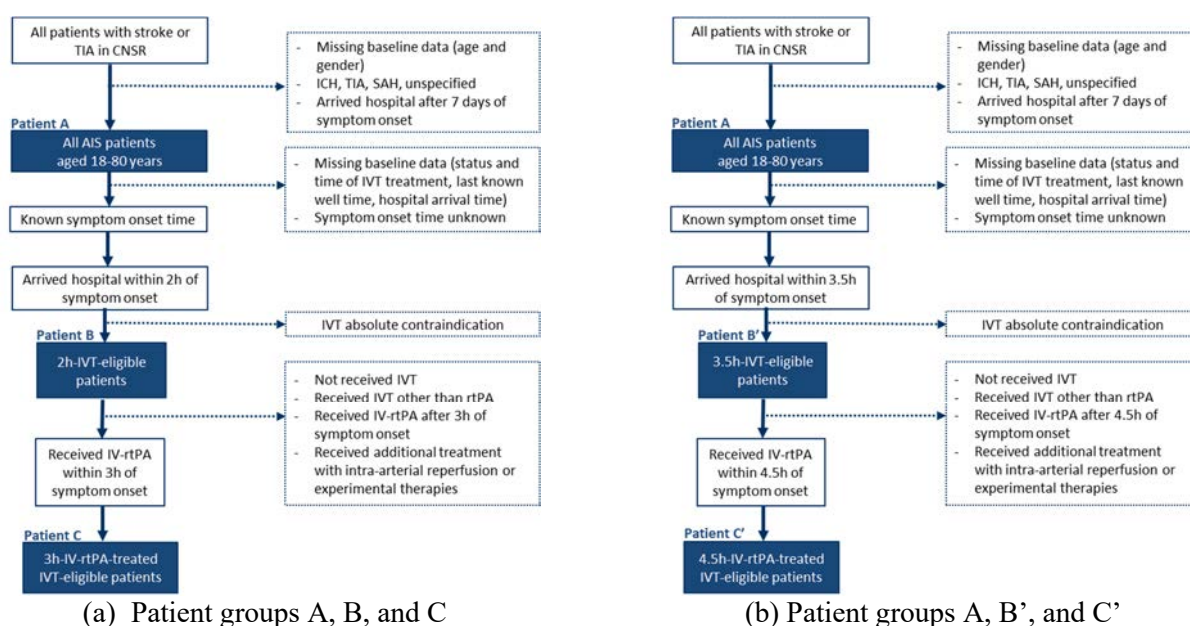 All patients with stroke or
TIA in CNSR
- Missing baseline data (age and
gender)
- ICH, TIA, SAH, unspecified
- Arrived hospital after 7 days of
symptom onset
Patient A
All AIS patients
aged 18-80 years
- Missing baseline data (status and
time of IVT treatment, last known
well time, hospital arrival time)
- Symptom onset time unknown
Known symptom onset time
Arrived hospital within 2h of
symptom onset
- IVT absolute contraindication
Patient B
2h-IVT-eligible
patients
- Not received IVT
- Received IVT other than rtPA
- Received IV-rtPA after 3h of
symptom onset
- Received additional treatment
with intra-arterial reperfusion or
experimental therapies
Received IV-rtPA
within 3h of
symptom onset
Patient C
3h-IV-rtPA-treated
IVT-eligible patients
(a) Patient groups A, B, and C
All patients with stroke or
TIA in CNSR
- Missing baseline data (age and
gender)
- ICH, TIA, SAH, unspecified
- Arrived hospital after 7 days of
symptom onset
Patient A
All AIS patients
aged 18-80 years
- Missing baseline data (status and
time of IVT treatment, last known
well time, hospital arrival time)
- Symptom onset time unknown
Known symptom onset time
Arrived hospital within 3.5h
of symptom onset
- IVT absolute contraindication
Patient B'
3.5h-IVT-eligible
patients
- Not received IVT
- Received IVT other than rtPA
- Received IV-rtPA after 4.5h of
symptom onset
- Received additional treatment
with intra-arterial reperfusion or
experimental therapies
Received IV-rtPA
within 4.5h of
symptom onset
Patient C'
4.5h-IV-rtPA-treated
IVT-eligible patients
(b) Patient groups A, B’, and C’